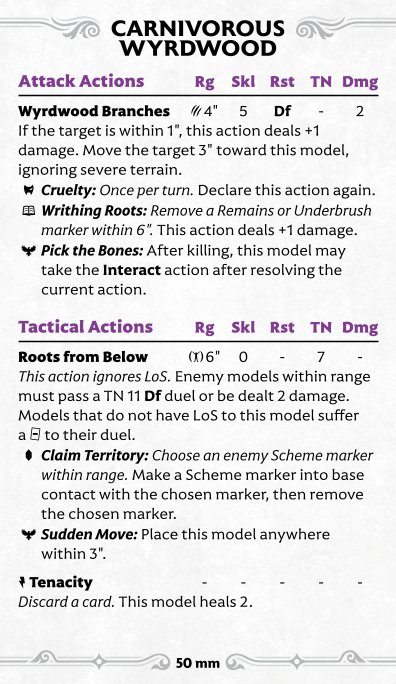 CARNIVOROUS
WYRDWOOD
Attack Actions Rg Skl Rst TN Dmg
Wyrdwood Branches 4" 5 Df - 2
If the target is within 1", this action deals +1
damage. Move the target 3" toward this model,
ignoring severe terrain.
Cruelty: Once per turn. Declare this action again.
Writhing Roots: Remove a Remains or Underbrush
marker within 6". This action deals +1 damage.
Pick the Bones: After killing, this model may
take the Interact action after resolving the
current action.
Tactical Actions Rg Skl Rst TN Dmg
Roots from Below 6" 0 - 7 -
This action ignores LoS. Enemy models within range
must pass a TN 11 Df duel or be dealt 2 damage.
Models that do not have LoS to this model suffer
a to their duel.
Claim Territory: Choose an enemy Scheme marker
within range. Make a Scheme marker into base
contact with the chosen marker, then remove
the chosen marker.
Sudden Move: Place this model anywhere
within 3".
Tenacity - - - - -
Discard a card. This model heals 2.
50 mm